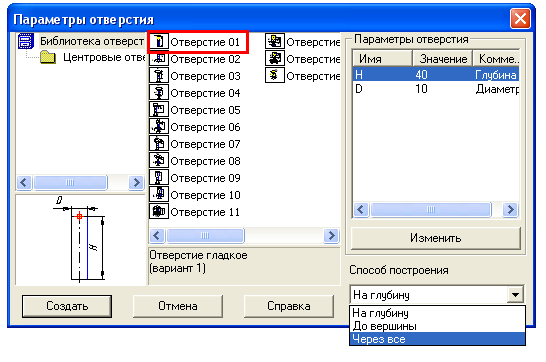 Параметры отверстия
Библиотека отверст
Центровые отве
Отверстие 01
Отверстие 02
Отверстие 03
Отверстие 04
Отверстие 05
Отверстие 06
Отверстие 07
Отверстие 08
Отверстие 09
Отверстие 10
Отверстие 11
Отверстие
Отверстие
Отверстие
Параметры отверстия
Имя Значение Комме...
H 40 Глубина
D 10 Диаметр
Изменить
D
H
Отверстие гладкое
(вариант 1)
Способ построения
На глубину
На глубину
До вершины
Через все
Создать
Отмена
Справка